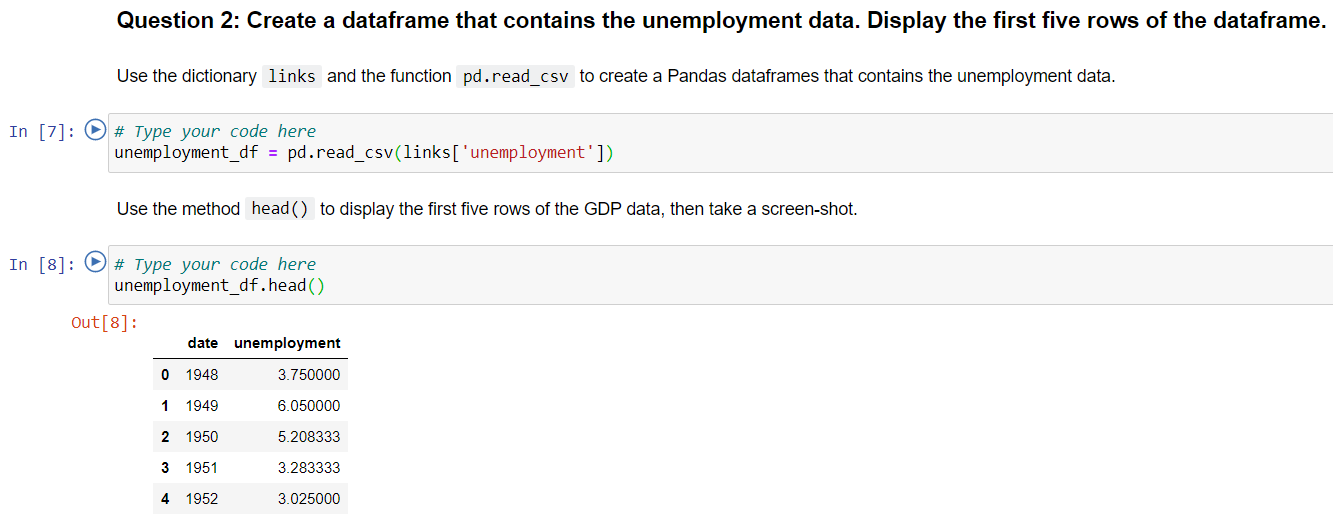 Question 2: Create a dataframe that contains the unemployment data. Display the first five rows of the dataframe.
Use the dictionary links and the function pd.read_csv to create a Pandas dataframes that contains the unemployment data.
In [7]: # Type your code here
unemployment_df = pd.read_csv(links['unemployment'])
Use the method head() to display the first five rows of the GDP data, then take a screen-shot.
In [8]: # Type your code here
unemployment_df.head()
Out[8]:
date unemployment
0 1948 3.750000
1 1949 6.050000
2 1950 5.208333
3 1951 3.283333
4 1952 3.025000